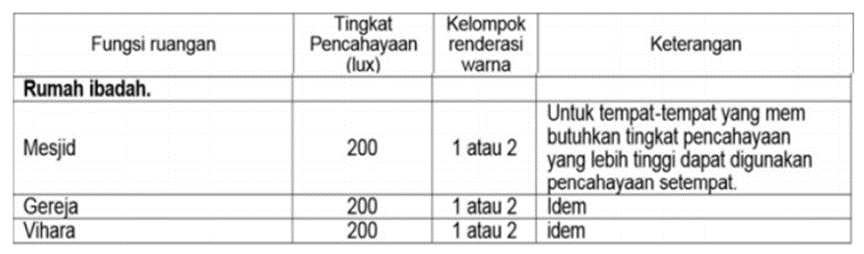 Fungsi ruangan Tingkat Pencahayaan (lux) Kelompok renderasi warna Keterangan
Rumah ibadah.
Mesjid 200 1 atau 2 Untuk tempat-tempat yang mem
butuhkan tingkat pencahayaan
yang lebih tinggi dapat digunakan
pencahayaan setempat.
Gereja 200 1 atau 2 Idem
Vihara 200 1 atau 2 idem